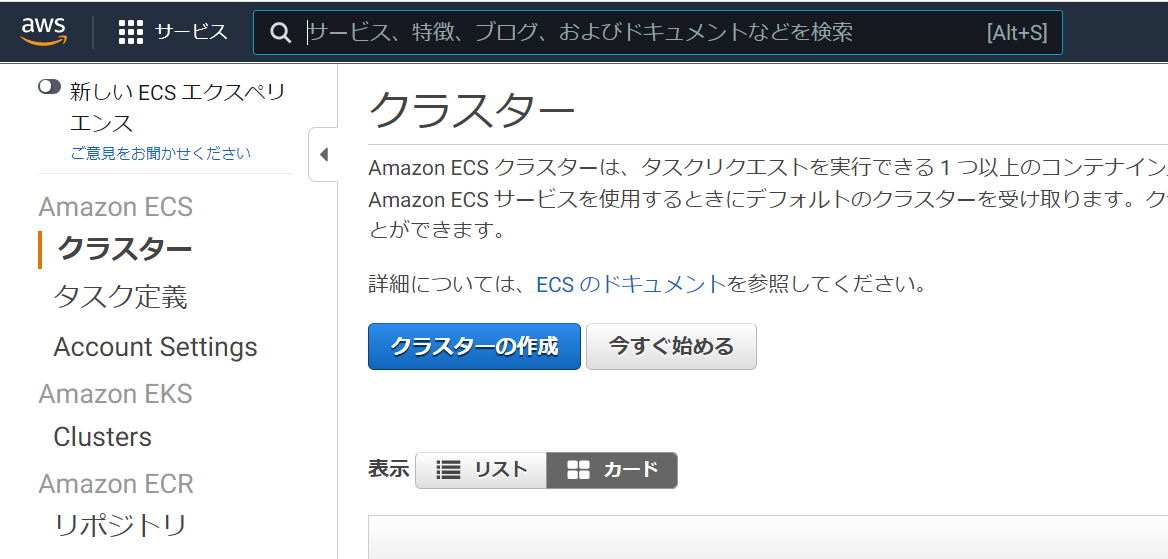 aws
サービス
サービス、特徴、ブログ、およびドキュメントなどを検索 [Alt+S]
新しい ECS エクスペリ
エンス
ご意見をお聞かせください
Amazon ECS
クラスター
タスク定義
Account Settings
Amazon EKS
Clusters
Amazon ECR
リポジトリ
クラスター
Amazon ECS クラスターは、タスクリクエストを実行できる 1 つ以上のコンテナイン
Amazon ECS サービスを使用するときにデフォルトのクラスターを受け取ります。ク
とができます。
詳細については、ECS のドキュメントを参照してください。
クラスターの作成 今すぐ始める
表示 リスト カード